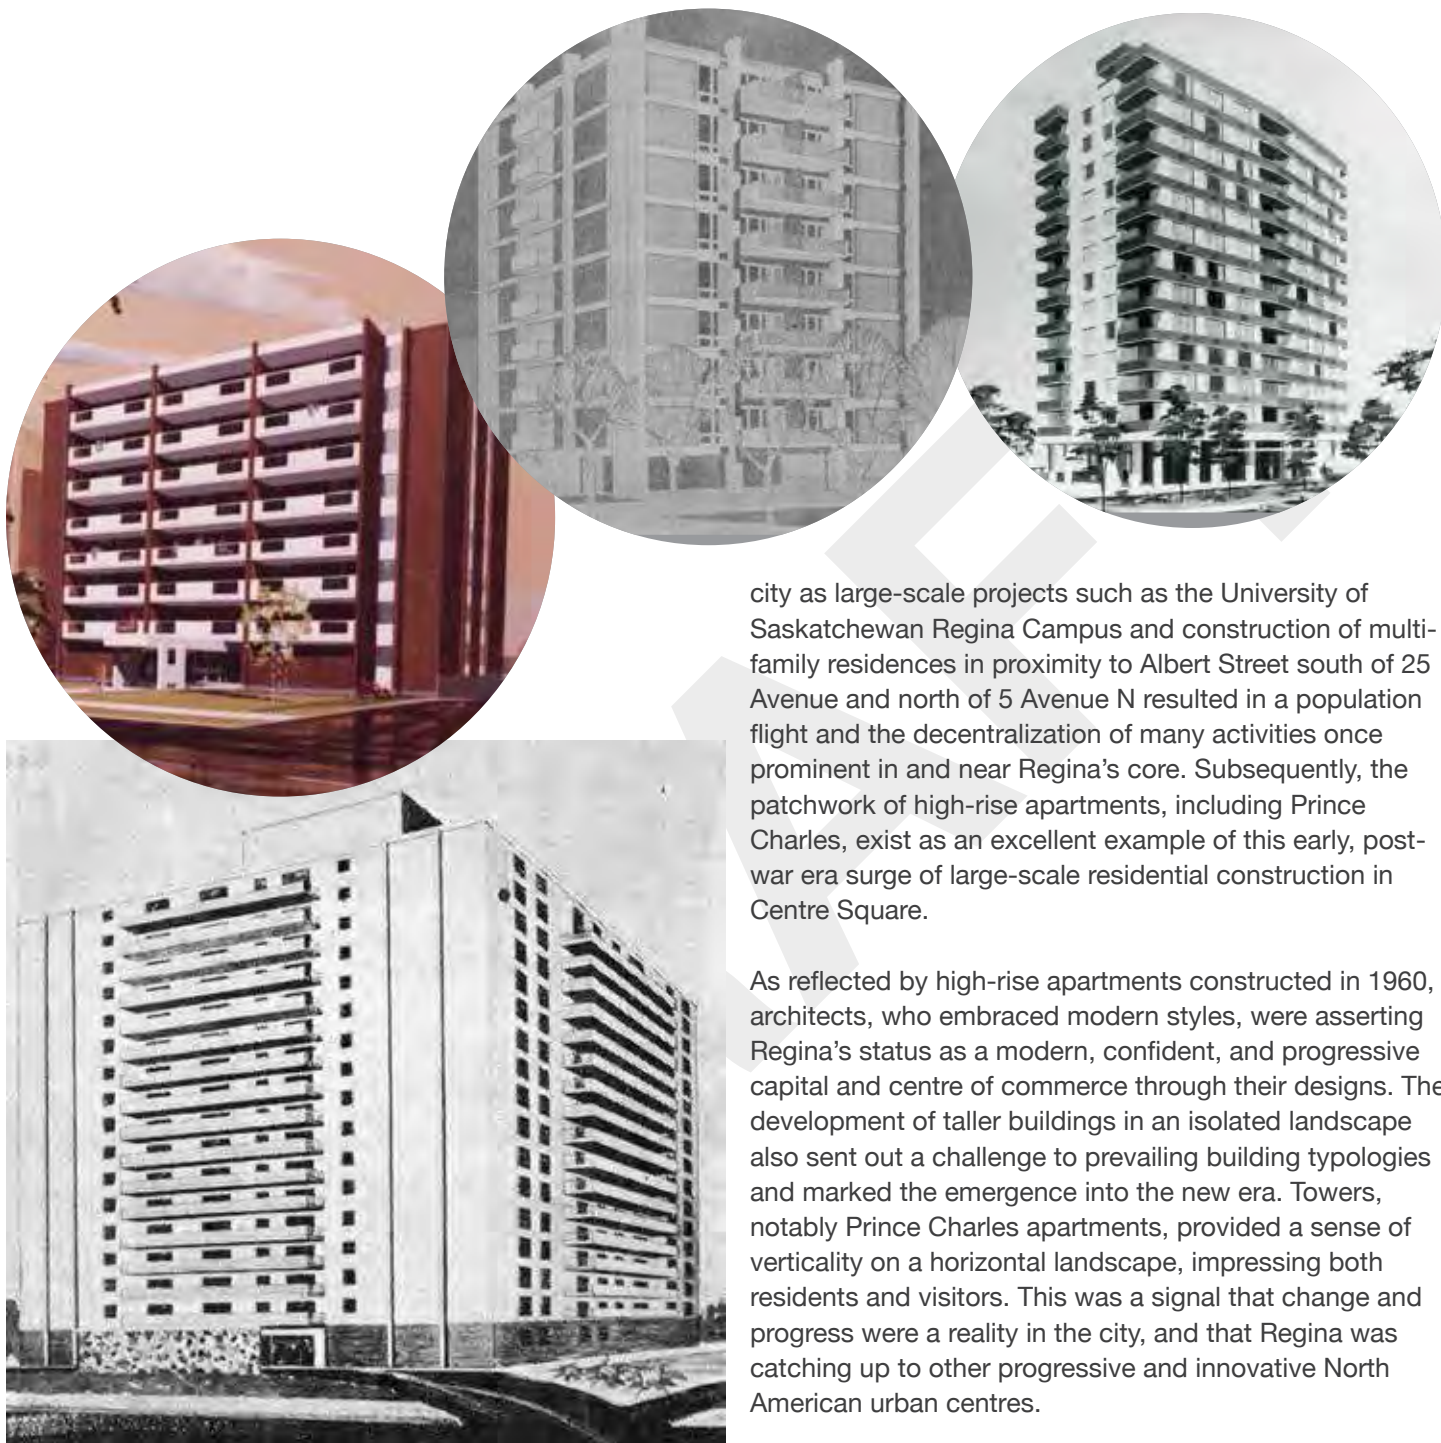 city as large-scale projects such as the University of
Saskatchewan Regina Campus and construction of multi-
family residences in proximity to Albert Street south of 25
Avenue and north of 5 Avenue N resulted in a population
flight and the decentralization of many activities once
prominent in and near Regina’s core. Subsequently, the
patchwork of high-rise apartments, including Prince
Charles, exist as an excellent example of this early, post-
war era surge of large-scale residential construction in
Centre Square.

As reflected by high-rise apartments constructed in 1960,
architects, who embraced modern styles, were asserting
Regina’s status as a modern, confident, and progressive
capital and centre of commerce through their designs. The
development of taller buildings in an isolated landscape
also sent out a challenge to prevailing building typologies
and marked the emergence into the new era. Towers,
notably Prince Charles apartments, provided a sense of
verticality on a horizontal landscape, impressing both
residents and visitors. This was a signal that change and
progress were a reality in the city, and that Regina was
catching up to other progressive and innovative North
American urban centres.